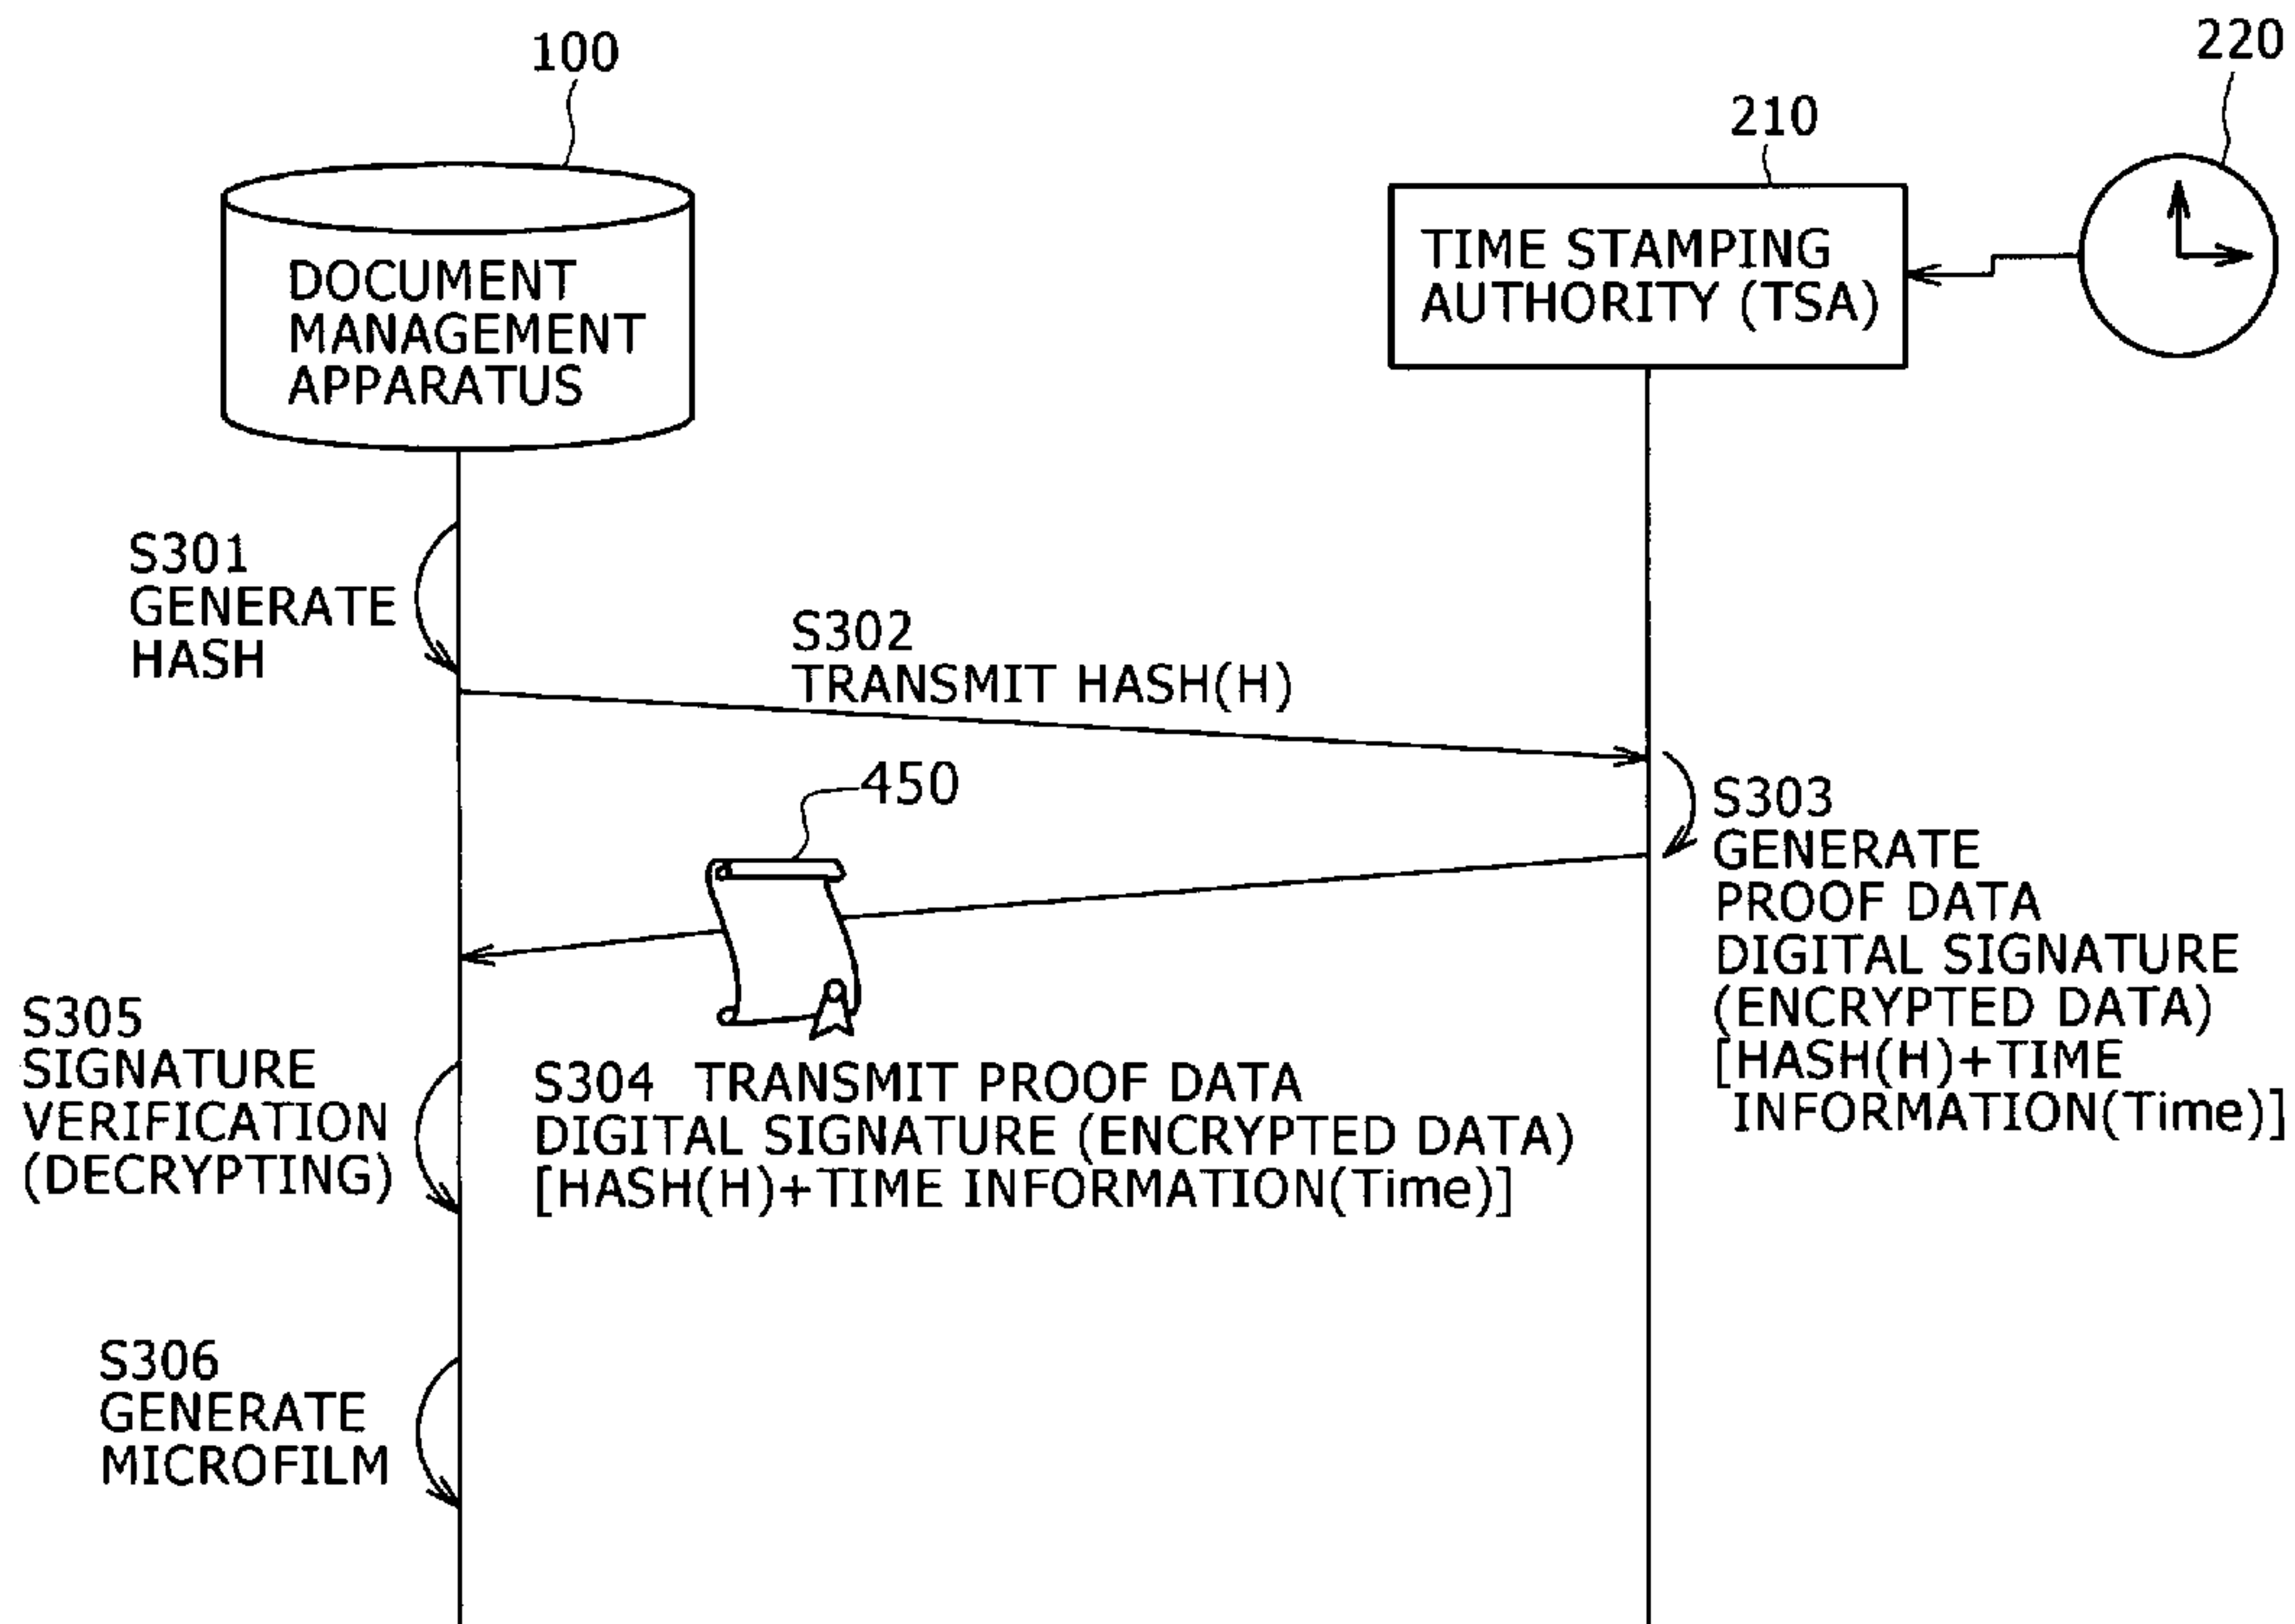 100
220
210
DOCUMENT
MANAGEMENT
APPARATUS
TIME STAMPING
AUTHORITY (TSA)
S301
GENERATE
HASH
S302
TRANSMIT HASH(H)
450
S303
GENERATE
PROOF DATA
DIGITAL SIGNATURE
(ENCRYPTED DATA)
[HASH(H)+TIME
INFORMATION(Time)]
S304 TRANSMIT PROOF DATA
DIGITAL SIGNATURE (ENCRYPTED DATA)
[HASH(H)+TIME INFORMATION(Time)]
S305
SIGNATURE
VERIFICATION
(DECRYPTING)
S306
GENERATE
MICROFILM